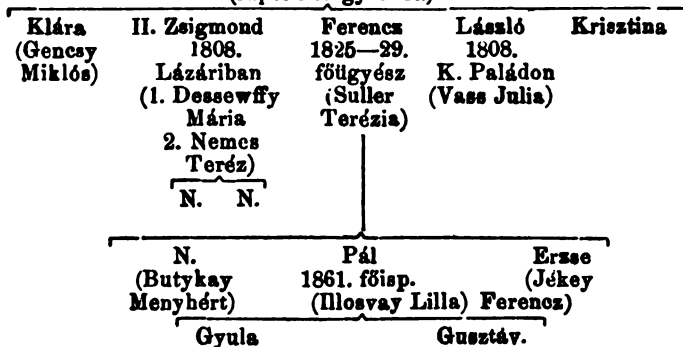 Klára II. Zsigmond Ferencz László Krisztina
(Gencsy 1808. 1825—29. 1808.
Miklós) Lázáriban főügyész K. Paládon
(1. Dessewffy (Suller (Vass Julia)
Mária Terézia)
2. Nemes
Teréz)
N. N.
N. Pál Erzse
(Butykay 1861. főisp. (Jékey
Menyhért) (Illosvay Lilla) Ferencz)
Gyula Gusztáv.